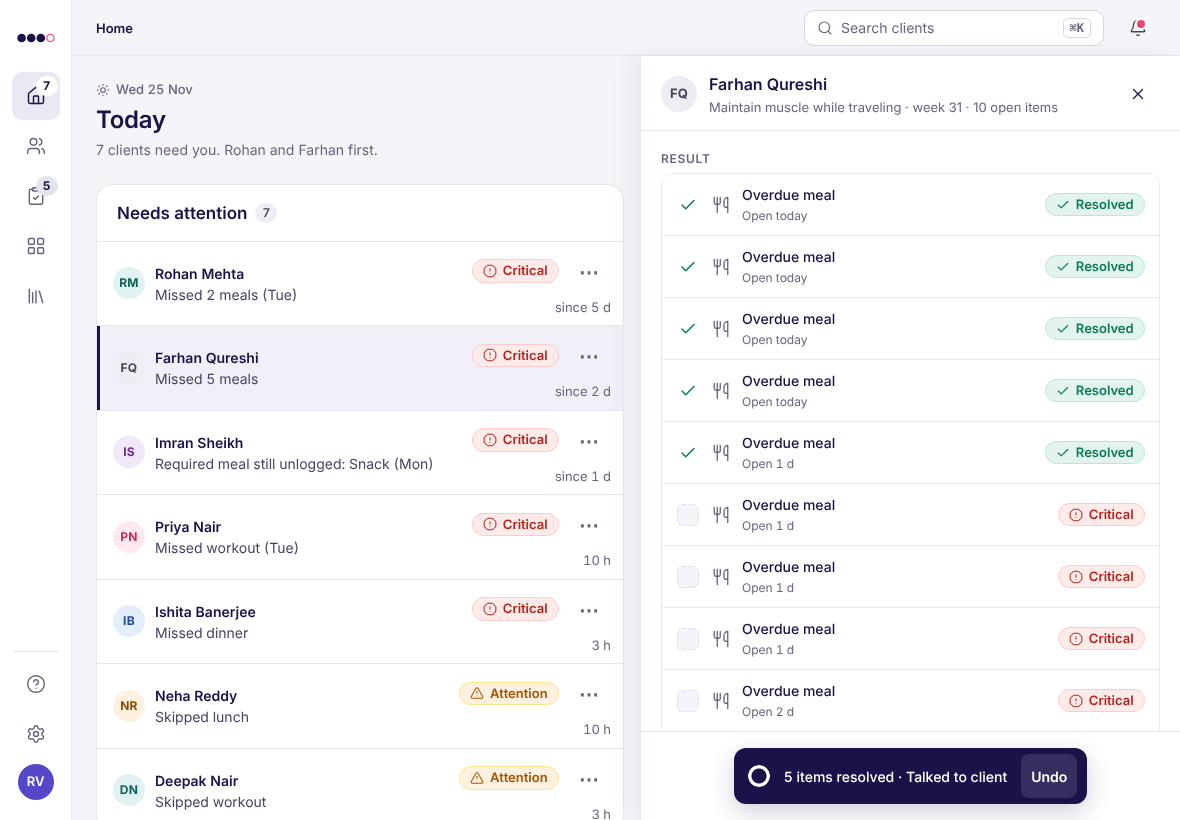 Home
Search clients
⌘K
7
5
RV
Wed 25 Nov
Today
7 clients need you. Rohan and Farhan first.
Needs attention 7
RM
Rohan Mehta
Missed 2 meals (Tue)
Critical
since 5 d
FQ
Farhan Qureshi
Missed 5 meals
Critical
since 2 d
IS
Imran Sheikh
Required meal still unlogged: Snack (Mon)
Critical
since 1 d
PN
Priya Nair
Missed workout (Tue)
Critical
10 h
IB
Ishita Banerjee
Missed dinner
Critical
3 h
NR
Neha Reddy
Skipped lunch
Attention
10 h
DN
Deepak Nair
Skipped workout
Attention
3 h
FQ
Farhan Qureshi
Maintain muscle while traveling · week 31 · 10 open items
RESULT
Overdue meal
Open today
Resolved
Overdue meal
Open today
Resolved
Overdue meal
Open today
Resolved
Overdue meal
Open today
Resolved
Overdue meal
Open 1 d
Resolved
Overdue meal
Open 1 d
Critical
Overdue meal
Open 1 d
Critical
Overdue meal
Open 1 d
Critical
Overdue meal
Open 2 d
Critical
5 items resolved · Talked to client
Undo